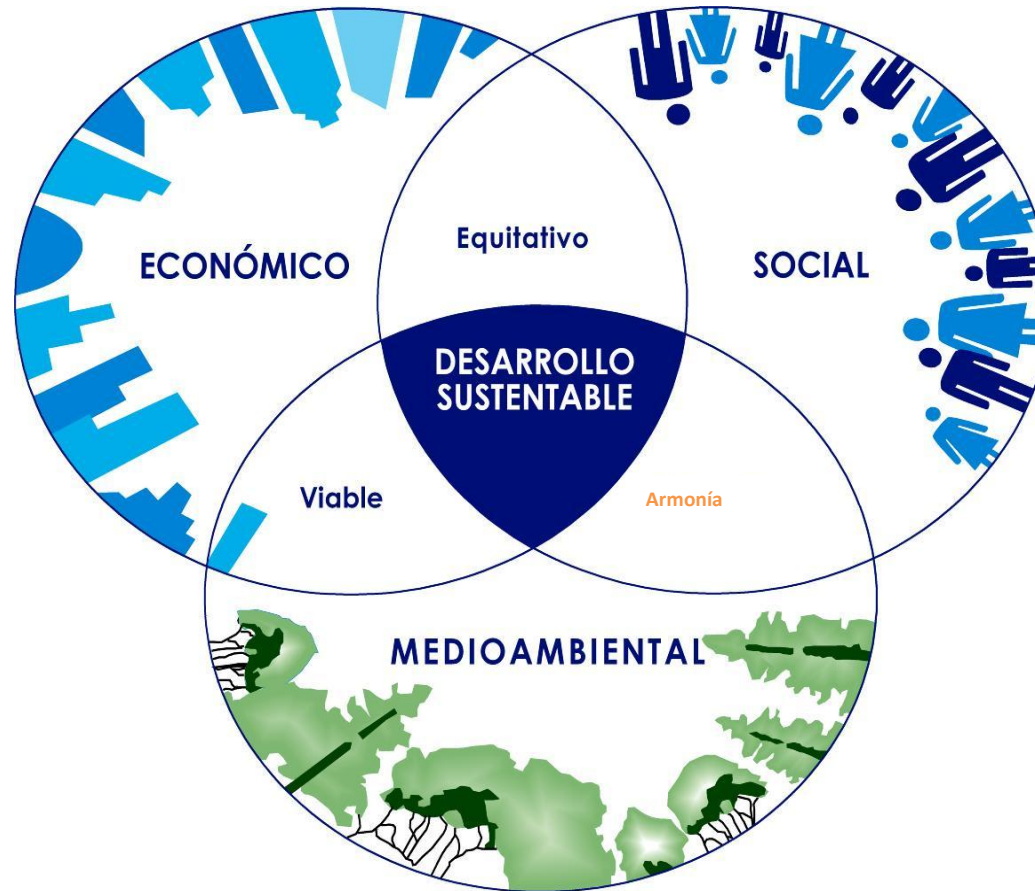 Equitativo
ECONÓMICO
SOCIAL
DESARROLLO
SUSTENTABLE
Viable
Armonía
MEDIOAMBIENTAL